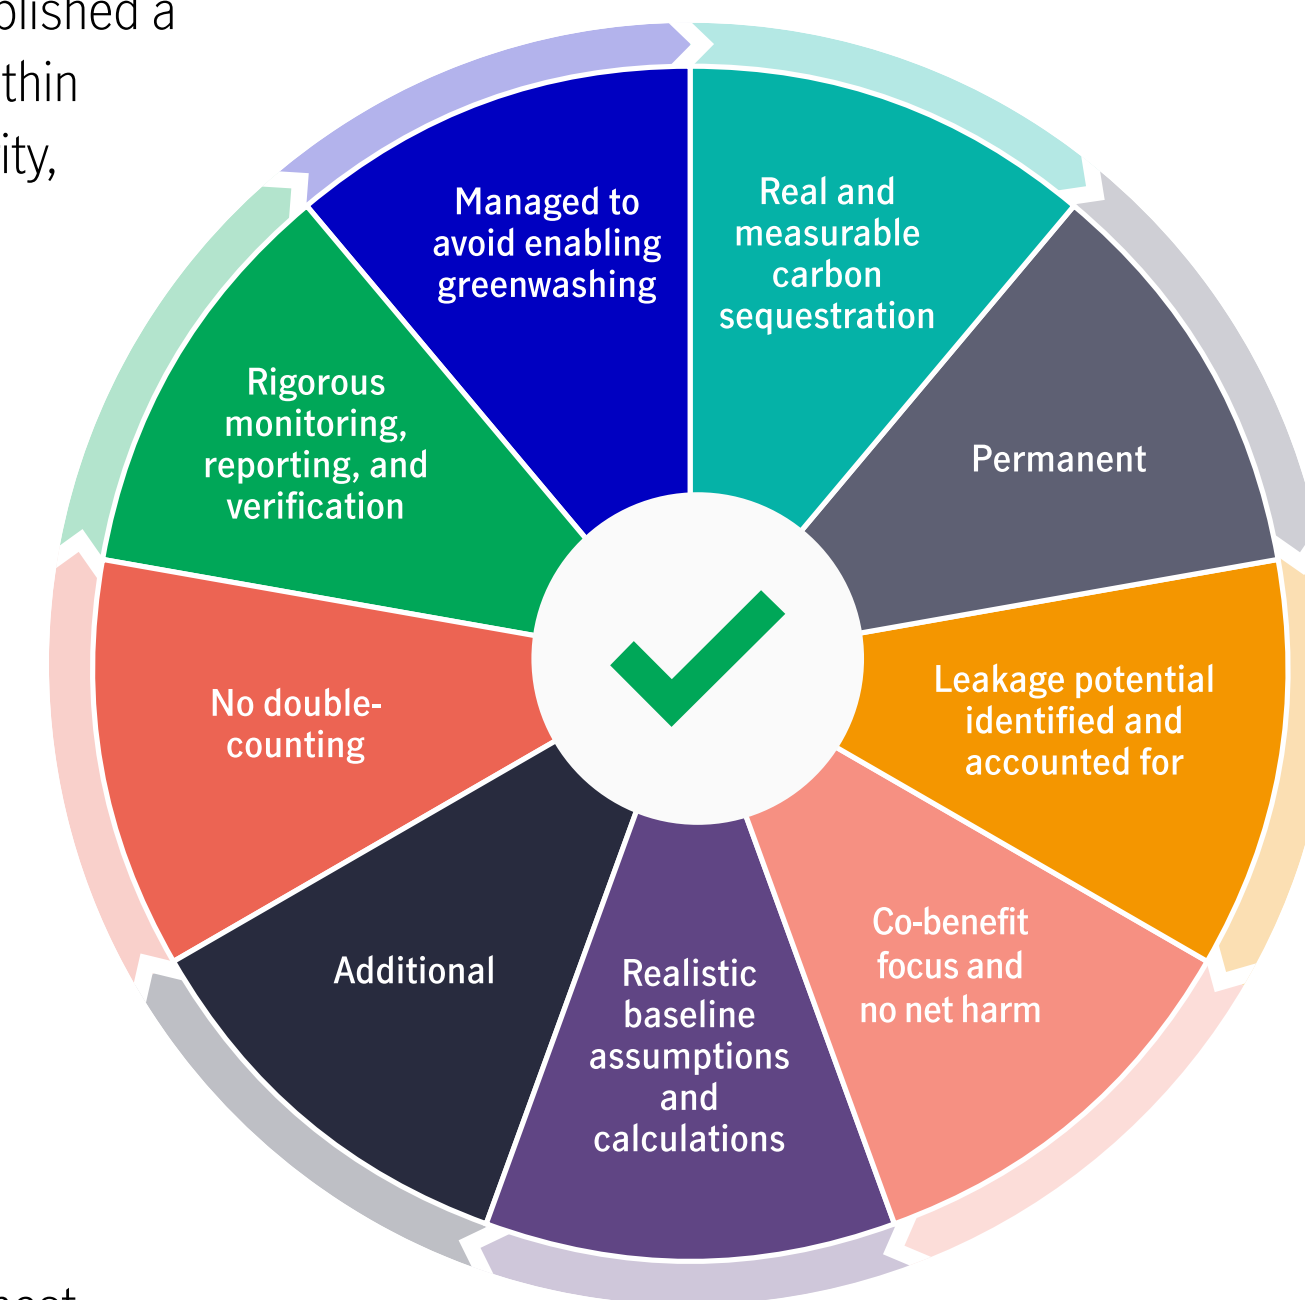 a
thin
Managed to
avoid enabling
greenwashing
Real and
measurable
carbon
sequestration
Permanent
Leakage potential
identified and
accounted for
Co-benefit
focus and
no net harm
Realistic
baseline
assumptions
and
calculations
Additional
No double-
counting
Rigorous
monitoring,
reporting, and
verification